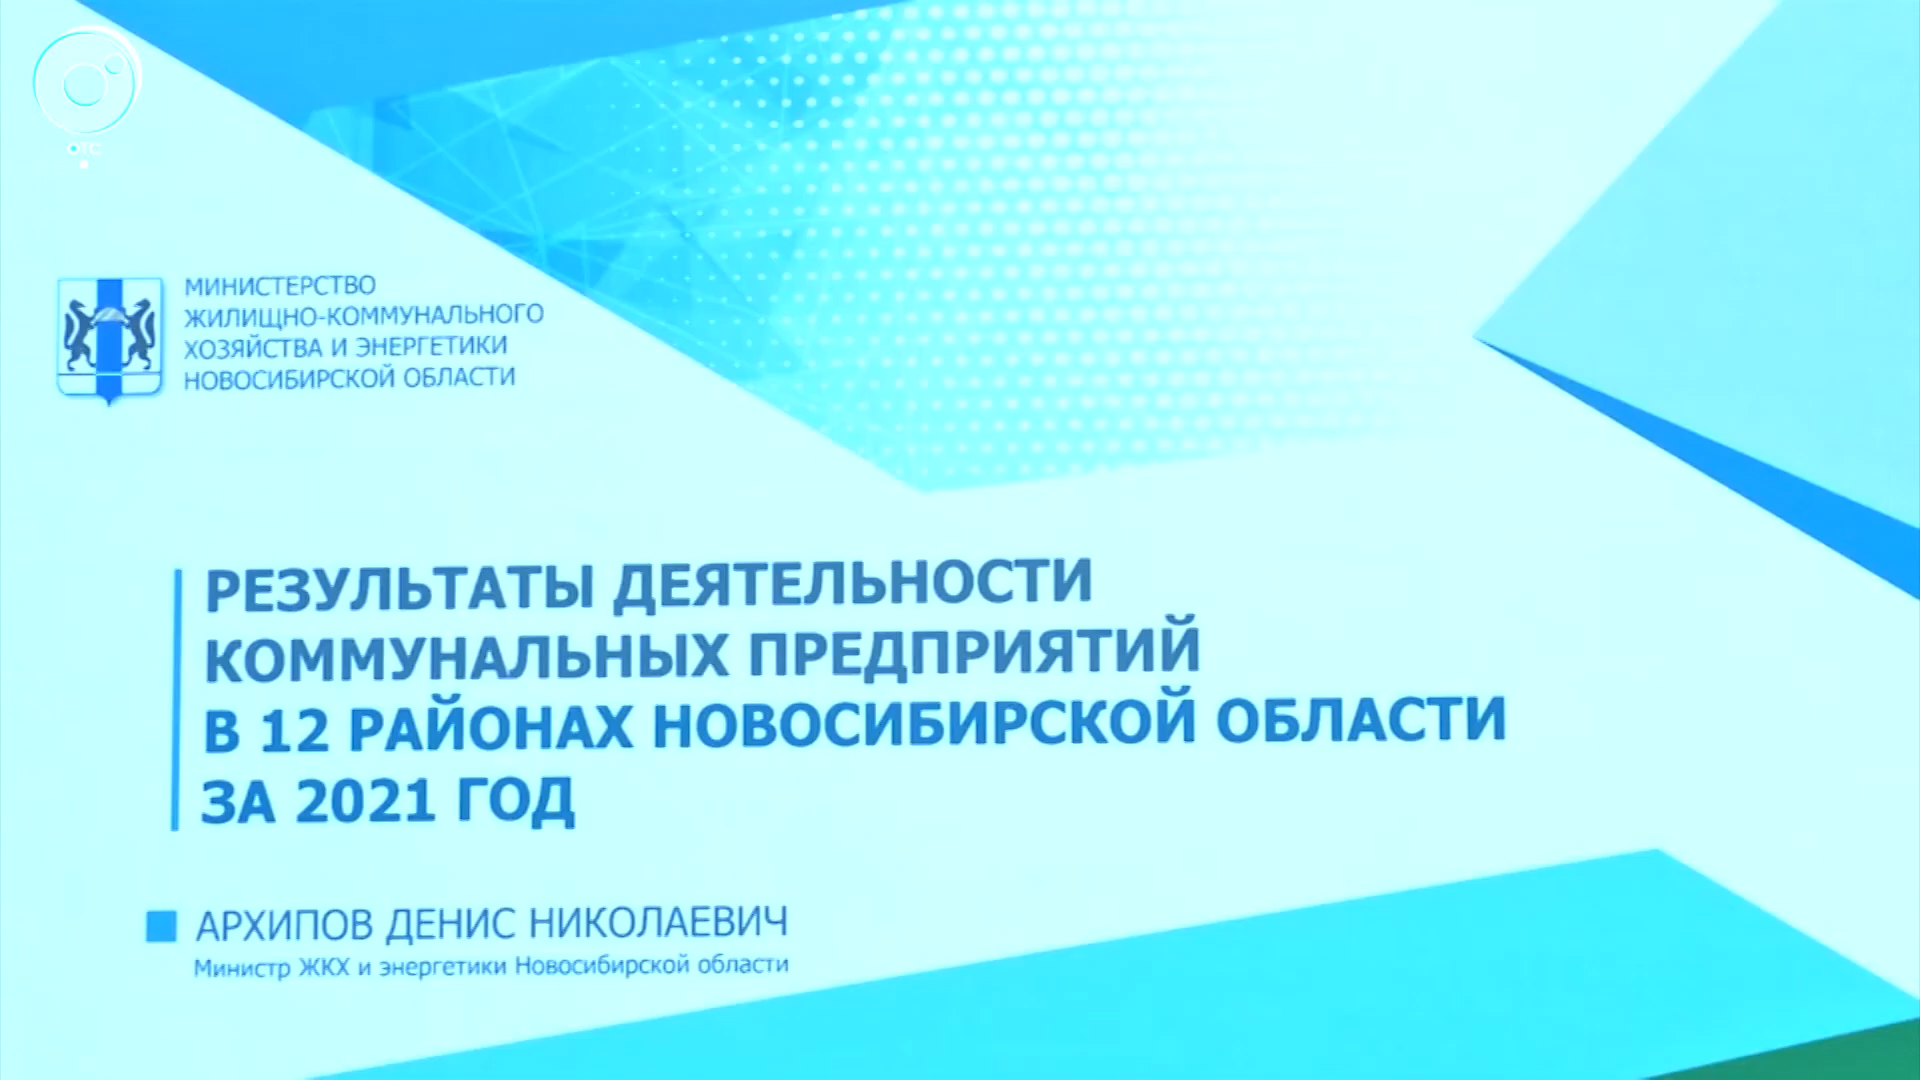 ОТС
МИНИСТЕРСТВО
ЖИЛИЩНО-КОММУНАЛЬНОГО
ХОЗЯЙСТВА И ЭНЕРГЕТИКИ
НОВОСИБИРСКОЙ ОБЛАСТИ
РЕЗУЛЬТАТЫ ДЕЯТЕЛЬНОСТИ
КОММУНАЛЬНЫХ ПРЕДПРИЯТИЙ
В 12 РАЙОНАХ НОВОСИБИРСКОЙ ОБЛАСТИ
ЗА 2021 ГОД
АРХИПОВ ДЕНИС НИКОЛАЕВИЧ
Министр ЖКХ и энергетики Новосибирской области